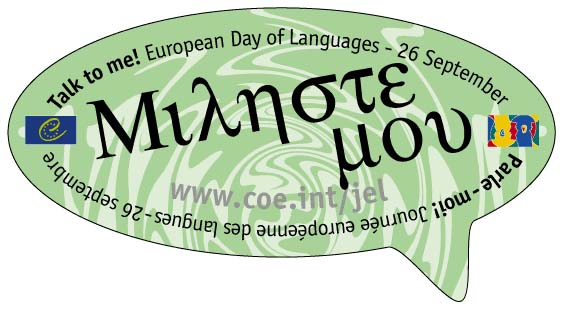 Talk to me! European Day of Languages - 26 September
Μιληστε
μου
www.coe.int/jel
Parle-moi! Journée européenne des langues - 26 septembre